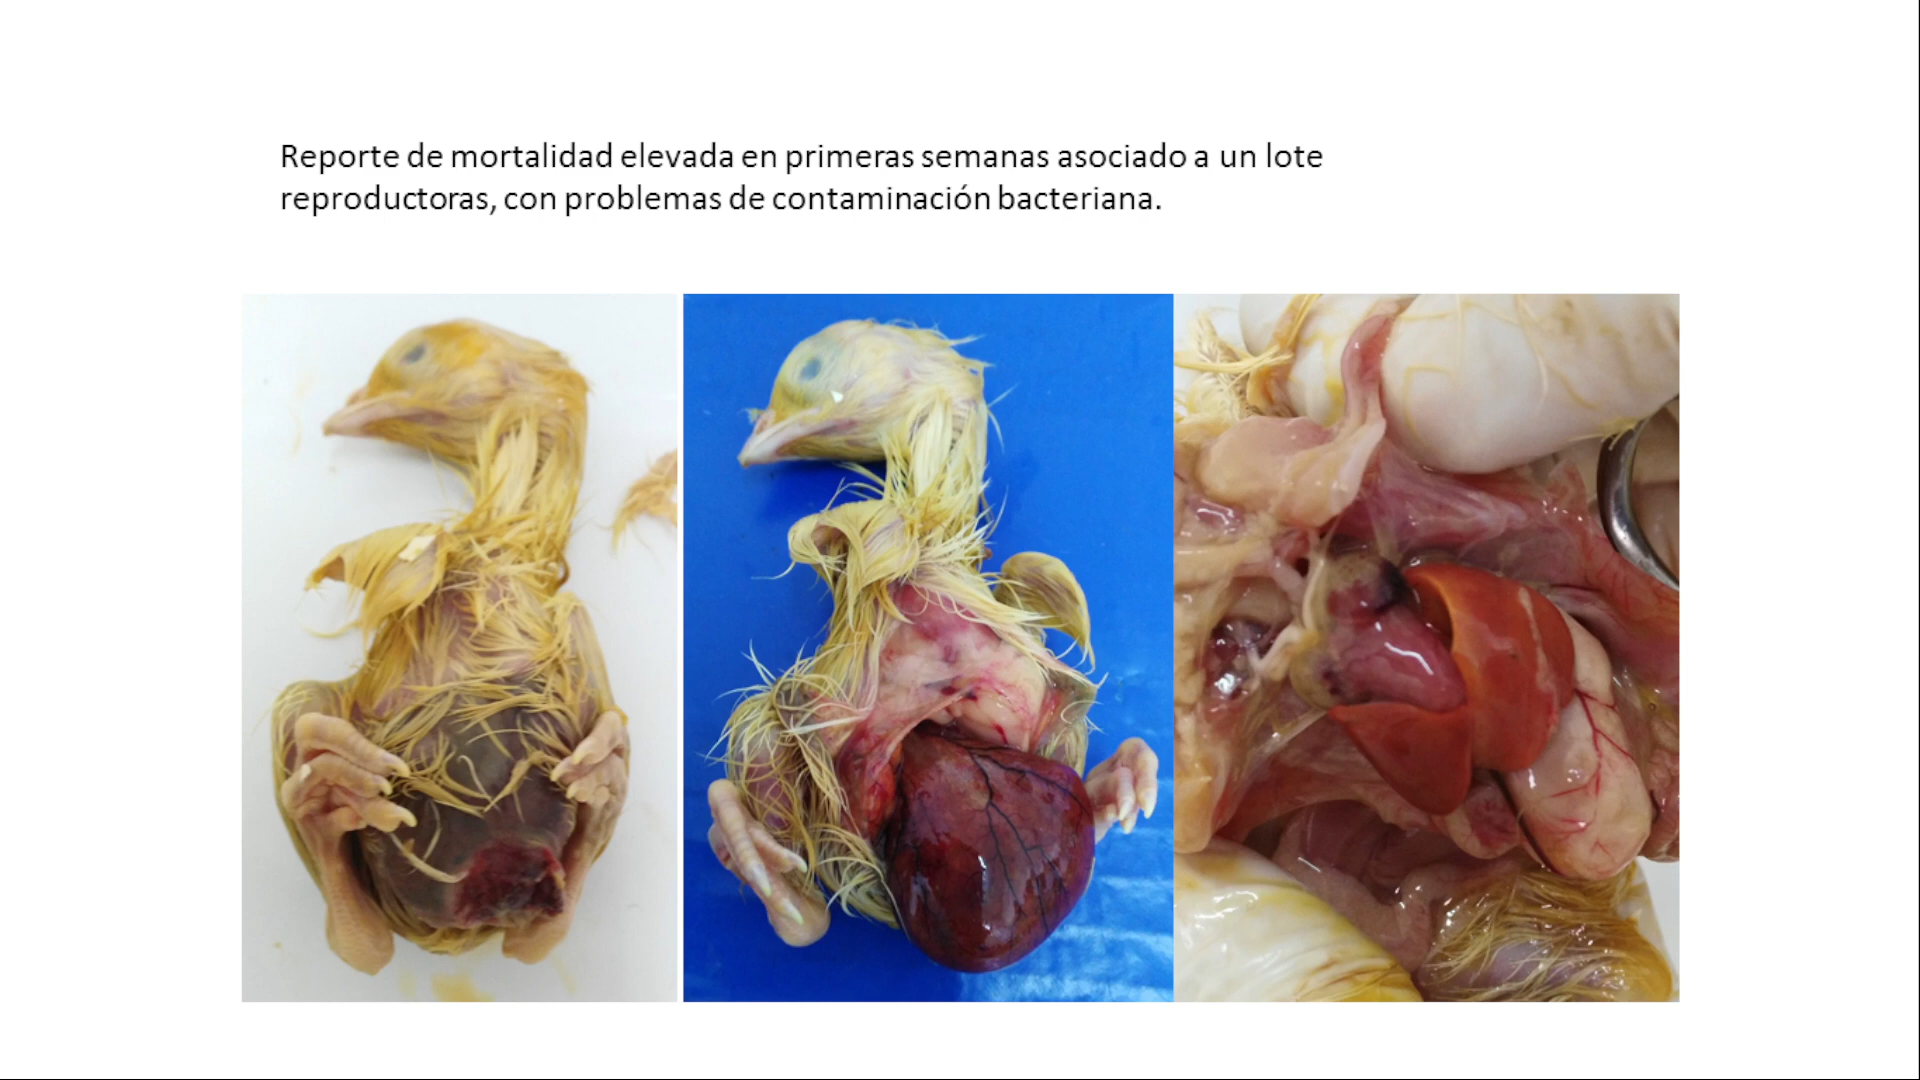 Reporte de mortalidad elevada en primeras semanas asociado a un lote
reproductoras, con problemas de contaminación bacteriana.